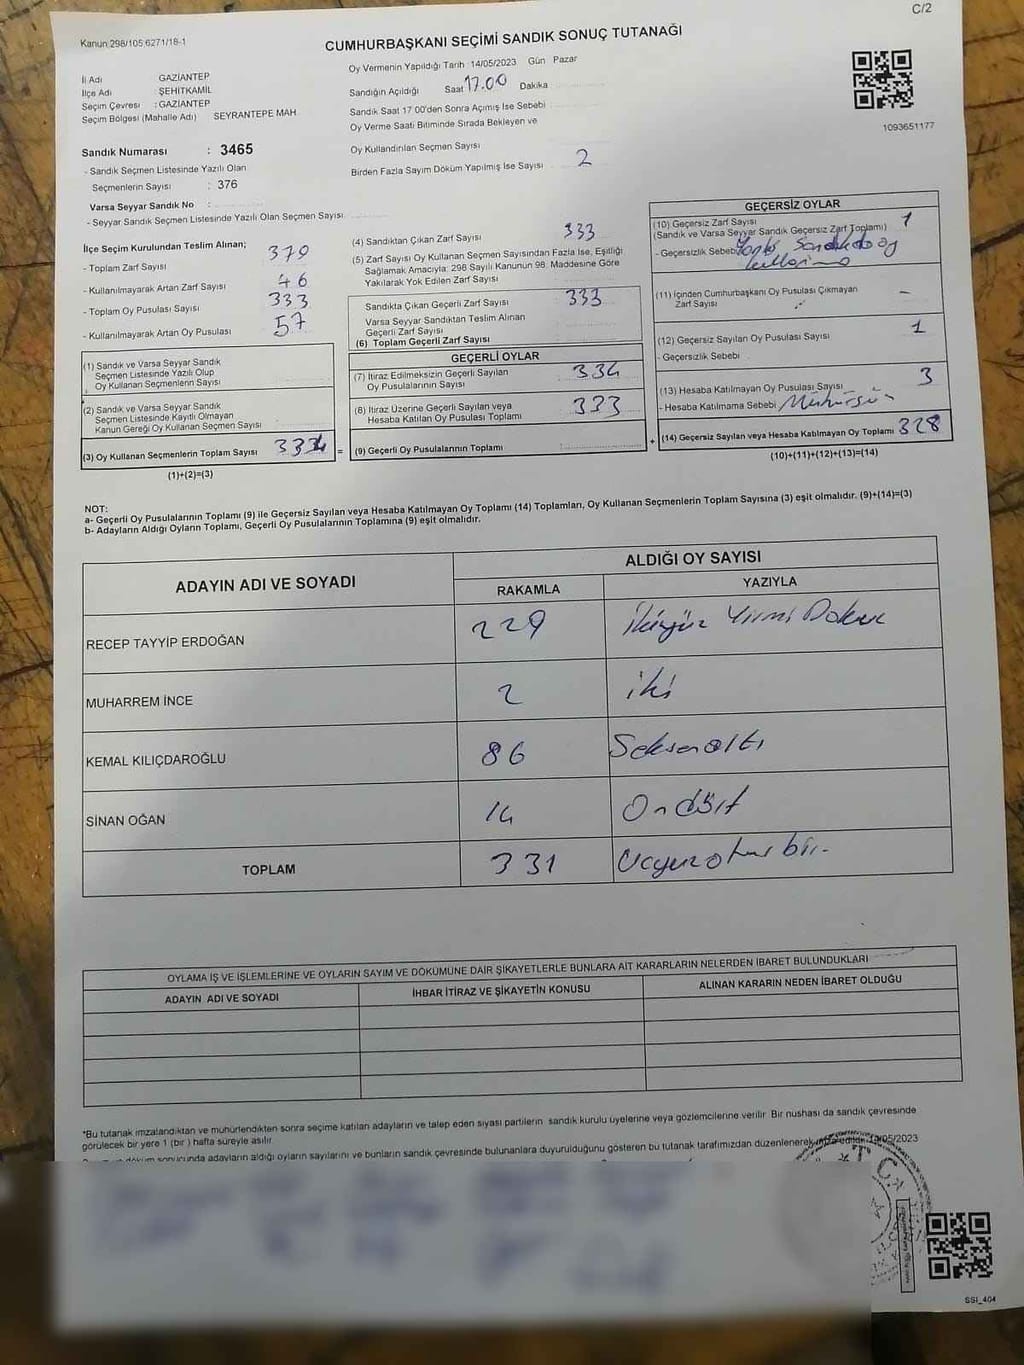 C/2
Kanun 298/105 6271/18-1
CUMHURBAŞKANI SEÇİMİ SANDIK SONUÇ TUTANAĞI
İl Adı GAZİANTEP
İlçe Adı ŞEHİTKAMİL
Seçim Çevresi : GAZİANTEP
Seçim Bölgesi (Mahalle Adı) SEYRANTEPE MAH.
Oy Vermenin Yapıldığı Tarih 14/05/2023 Gün Pazar
Sandığın Açıldığı Saat 17.00 Dakika
Sandık Saat 17 00'den Sonra Açımış İse Sebebi
Oy Verme Saati Bitiminde Sırada Bekleyen ve
Oy Kullandırılan Seçmen Sayısı
Birden Fazla Sayım Döküm Yapılmış İse Sayısı 2
1093651177
Sandık Numarası : 3465
- Sandık Seçmen Listesinde Yazılı Olan
Seçmenlerin Sayısı : 376
Varsa Seyyar Sandık No :
- Seyyar Sandık Seçmen Listesinde Yazılı Olan Seçmen Sayısı
İlçe Seçim Kurulundan Teslim Alınan;
- Toplam Zarf Sayısı 379
- Kullanılmayarak Artan Zarf Sayısı 46
- Toplam Oy Pusulası Sayısı 333
- Kullanılmayarak Artan Oy Pusulası 57
(1) Sandık ve Varsa Seyyar Sandık
Seçmen Listesinde Yazılı Olup
Oy Kullanan Seçmenlerin Sayısı
(2) Sandık ve Varsa Seyyar Sandık
Seçmen Listesinde Kayıtlı Olmayan
Kanun Gereği Oy Kullanan Seçmen Sayısı
(3) Oy Kullanan Seçmenlerin Toplam Sayısı 334 =
(1)+(2)=(3)
(4) Sandıktan Çıkan Zarf Sayısı 333
(5) Zarf Sayısı Oy Kullanan Seçmen Sayısından Fazla İse, Eşitliği
Sağlamak Amacıyla; 298 Sayılı Kanunun 98. Maddesine Göre
Yakılarak Yok Edilen Zarf Sayısı
Sandıkta Çıkan Geçerli Zarf Sayısı 333
Varsa Seyyar Sandıktan Teslim Alınan
Geçerli Zarf Sayısı
(6) Toplam Geçerli Zarf Sayısı
GEÇERLİ OYLAR
(7) İtiraz Edilmeksizin Geçerli Sayılan
Oy Pusulalarının Sayısı 334
(8) İtiraz Üzerine Geçerli Sayılan veya
Hesaba Katılan Oy Pusulası Toplamı 333
(9) Geçerli Oy Pusulalarının Toplamı +
GEÇERSİZ OYLAR
(10) Geçersiz Zarf Sayısı 1
(Sandık ve Varsa Seyyar Sandık Geçersiz Zarf Toplamı)
- Geçersizlik Sebebi Sandıkda oy
(11) İçinden Cumhurbaşkanı Oy Pusulası Çıkmayan –
Zarf Sayısı
(12) Geçersiz Sayılan Oy Pusulası Sayısı 1
- Geçersizlik Sebebi
(13) Hesaba Katılmayan Oy Pusulası Sayısı 3
- Hesaba Katılmama Sebebi Mühürsün
(14) Geçersiz Sayılan veya Hesaba Katılmayan Oy Toplamı 328
(10)+(11)+(12)+(13)=(14)
NOT:
a- Geçerli Oy Pusulalarının Toplamı (9) ile Geçersiz Sayılan veya Hesaba Katılmayan Oy Toplamı (14) Toplamları, Oy Kullanan Seçmenlerin Toplam Sayısına (3) eşit olmalıdır. (9)+(14)=(3)
b- Adayların Aldığı Oyların Toplamı, Geçerli Oy Pusulalarının Toplamına (9) eşit olmalıdır.
ADAYIN ADI VE SOYADI
ALDIĞI OY SAYISI
RAKAMLA YAZIYLA
RECEP TAYYİP ERDOĞAN 229 İkiyüz Yirmi Dokuz
MUHARREM İNCE 2 iki
KEMAL KILIÇDAROĞLU 86 Seksenaltı
SİNAN OĞAN 14 Ondört
TOPLAM 331 Üçyüzotuz bir.
OYLAMA İŞ VE İŞLEMLERİNE VE OYLARIN SAYIM VE DÖKÜMÜNE DAİR ŞİKAYETLERLE BUNLARA AİT KARARLARIN NELERDEN İBARET BULUNDUKLARI
ADAYIN ADI VE SOYADI İHBAR İTİRAZ VE ŞİKAYETİN KONUSU ALINAN KARARIN NEDEN İBARET OLDUĞU
*Bu tutanak imzalandıktan ve mühürlendikten sonra seçime katılan adayların ve talep eden siyasi partilerin sandık kurulu üyelerine veya gözlemcilerine verilir. Bir nüshası da sandık çevresinde
görülecek bir yere 1 (bir) hafta süreyle asılır.
döküm sonucunda adayların aldığı oyların sayılarını ve bunların sandık çevresinde bulunanlara duyurulduğunu gösteren bu tutanak tarafımızdan düzenlenerek 14/05/2023
T.C.
SSI_404